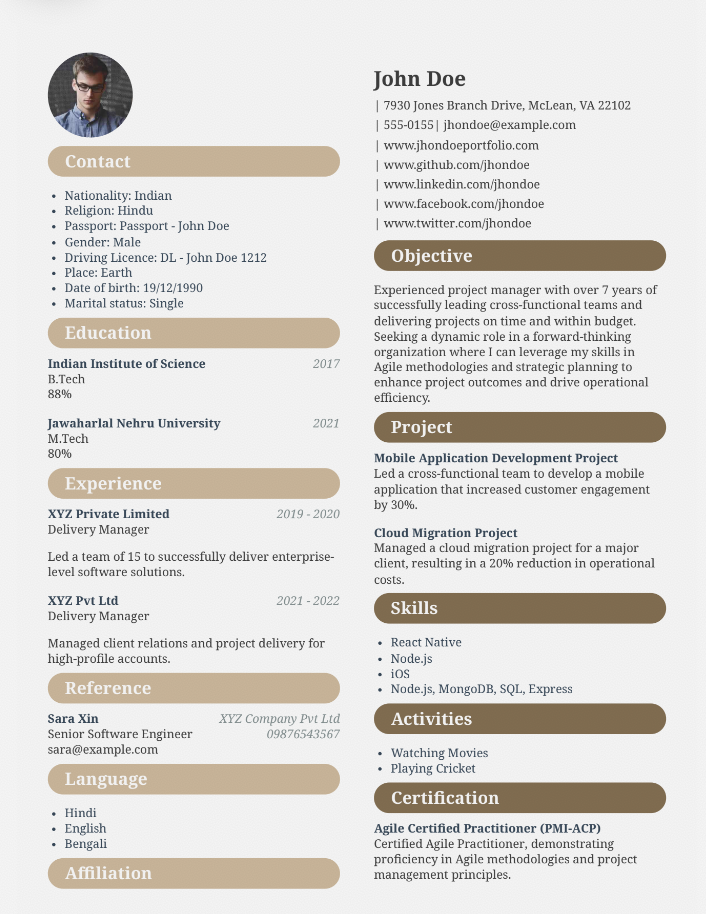 Contact
• Nationality: Indian
• Religion: Hindu
• Passport: Passport - John Doe
• Gender: Male
• Driving Licence: DL - John Doe 1212
• Place: Earth
• Date of birth: 19/12/1990
• Marital status: Single
Education
Indian Institute of Science 2017
B.Tech
88%
Jawaharlal Nehru University 2021
M.Tech
80%
Experience
XYZ Private Limited 2019 - 2020
Delivery Manager
Led a team of 15 to successfully deliver enterprise-
level software solutions.
XYZ Pvt Ltd 2021 - 2022
Delivery Manager
Managed client relations and project delivery for
high-profile accounts.
Reference
Sara Xin XYZ Company Pvt Ltd
Senior Software Engineer 09876543567
sara@example.com
Language
• Hindi
• English
• Bengali
Affiliation
John Doe
| 7930 Jones Branch Drive, McLean, VA 22102
| 555-0155| jhondoe@example.com
| www.jhondoeportfolio.com
| www.github.com/jhondoe
| www.linkedin.com/jhondoe
| www.facebook.com/jhondoe
| www.twitter.com/jhondoe
Objective
Experienced project manager with over 7 years of
successfully leading cross-functional teams and
delivering projects on time and within budget.
Seeking a dynamic role in a forward-thinking
organization where I can leverage my skills in
Agile methodologies and strategic planning to
enhance project outcomes and drive operational
efficiency.
Project
Mobile Application Development Project
Led a cross-functional team to develop a mobile
application that increased customer engagement
by 30%.
Cloud Migration Project
Managed a cloud migration project for a major
client, resulting in a 20% reduction in operational
costs.
Skills
• React Native
• Node.js
• iOS
• Node.js, MongoDB, SQL, Express
Activities
• Watching Movies
• Playing Cricket
Certification
Agile Certified Practitioner (PMI-ACP)
Certified Agile Practitioner, demonstrating
proficiency in Agile methodologies and project
management principles.